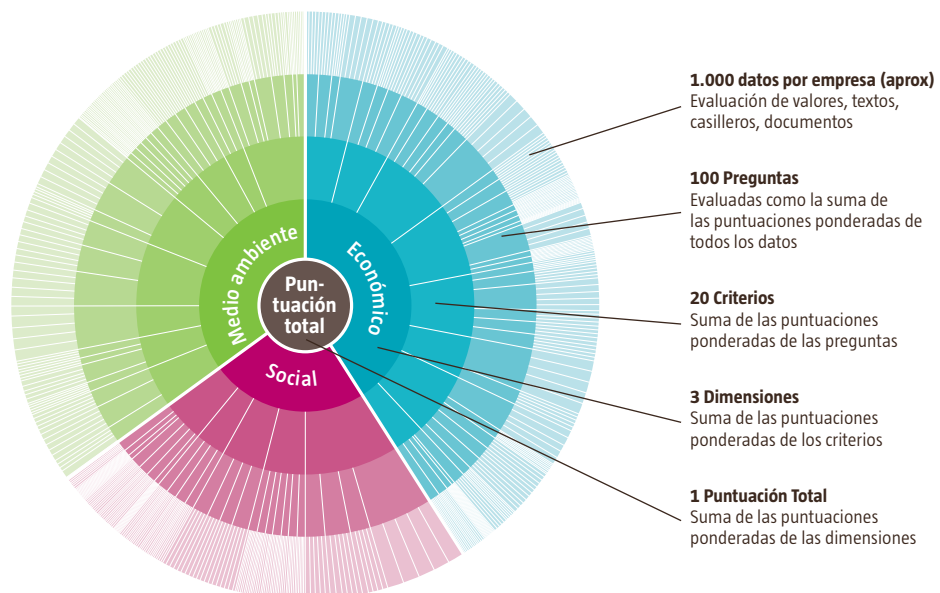 Medio ambiente
Económico
Social
Pun-
tuación
total
1.000 datos por empresa (aprox)
Evaluación de valores, textos,
casilleros, documentos
100 Preguntas
Evaluadas como la suma de
las puntuaciones ponderadas de
todos los datos
20 Criterios
Suma de las puntuaciones
ponderadas de las preguntas
3 Dimensiones
Suma de las puntuaciones
ponderadas de los criterios
1 Puntuación Total
Suma de las puntuaciones
ponderadas de las dimensiones